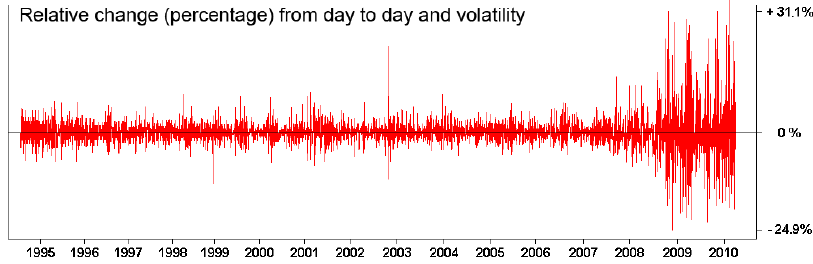 Relative change (percentage) from day to day and volatility
+ 31.1%
0 %
- 24.9%
1995 1996 1997 1998 1999 2000 2001 2002 2003 2004 2005 2006 2007 2008 2009 2010